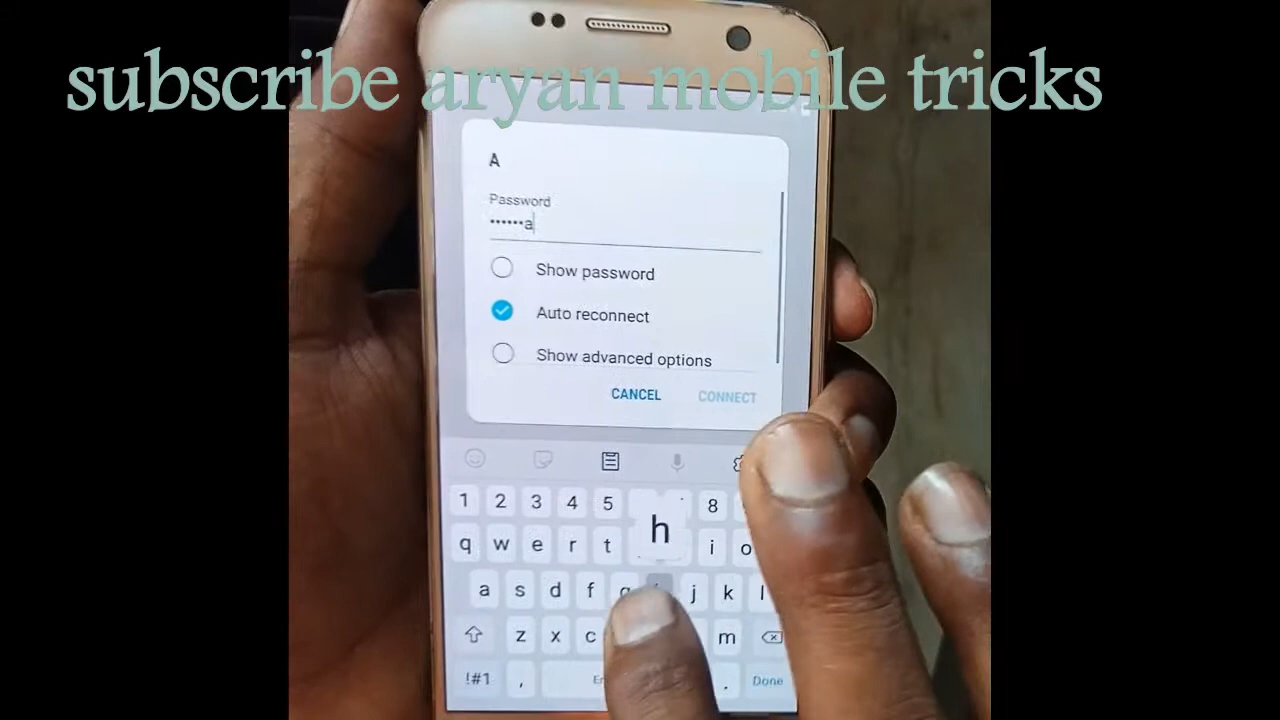 subscribe aryan mobile tricks
A
Password
••••••a
Show password
Auto reconnect
Show advanced options
CANCEL CONNECT
1 2 3 4 5 8
h
q w e r t i o
a s d f g j k l
z x c m
!#1 , . Done